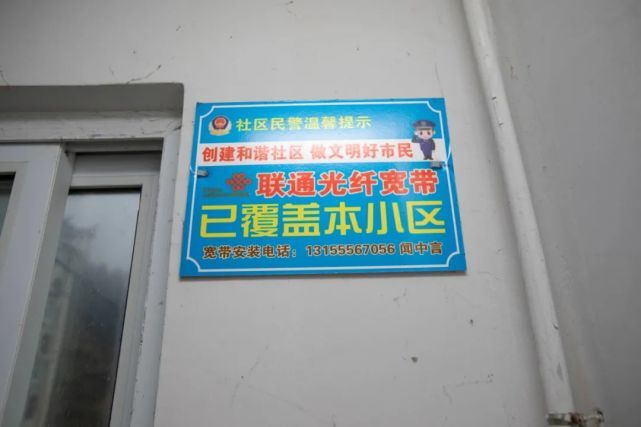 社区民警温馨提示
创建和谐社区 做文明好市民
联通光纤宽带
已覆盖本小区
宽带安装电话：13155567056 闻中言